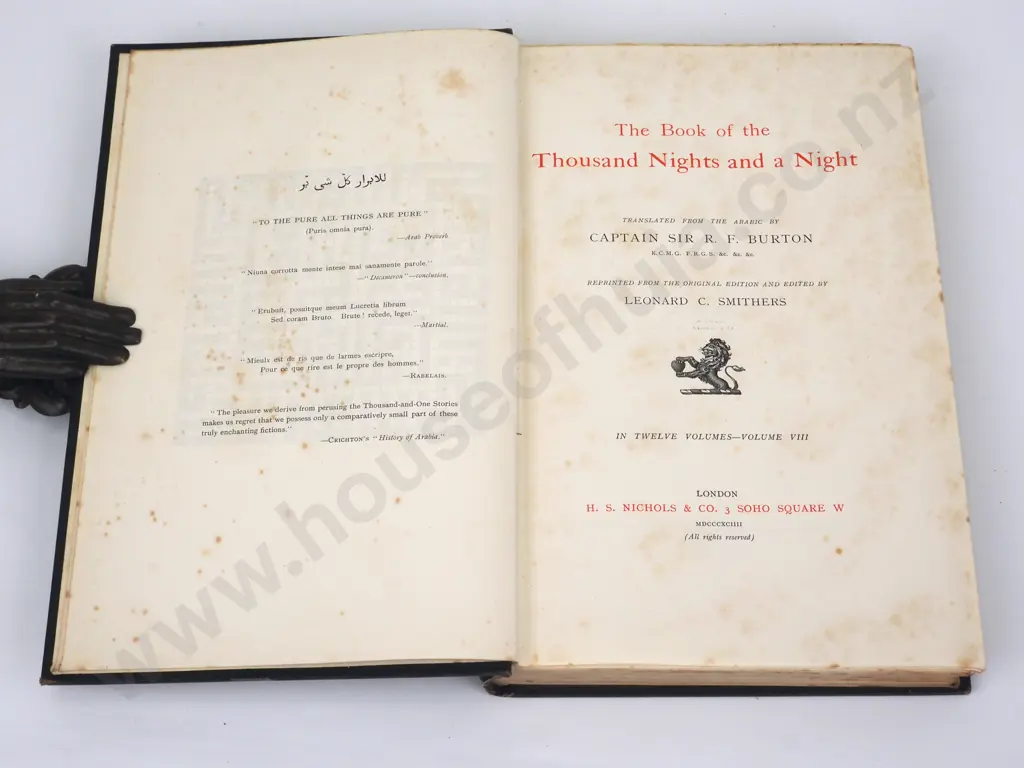 للابرار كل شي تبر
"TO THE PURE ALL THINGS ARE PURE"
(Puris omnia pura).
—Arab Proverb.
"Niuna corrotta mente intese mai sanamente parole."
—"Decameron"—conclusion.
"Erubuit, posuitque meum Lucretia librum
Sed coram Bruto. Brute! recede, leget."
—Martial.
"Mieulx est de ris que de larmes escripre,
Pour ce que rire est le propre des hommes."
—RABELAIS.
"The pleasure we derive from perusing the Thousand-and-One Stories
makes us regret that we possess only a comparatively small part of these
truly enchanting fictions."
—CRICHTON'S "History of Arabia."
The Book of the
Thousand Nights and a Night
TRANSLATED FROM THE ARABIC BY
CAPTAIN SIR R. F. BURTON
K.C.M.G. F.R.G.S. &c. &c. &c.
REPRINTED FROM THE ORIGINAL EDITION AND EDITED BY
LEONARD C. SMITHERS
IN TWELVE VOLUMES—VOLUME VIII
LONDON
H. S. NICHOLS & CO. 3 SOHO SQUARE W
MDCCCXCIIII
(All rights reserved)
www.houseofhulia.co.nz